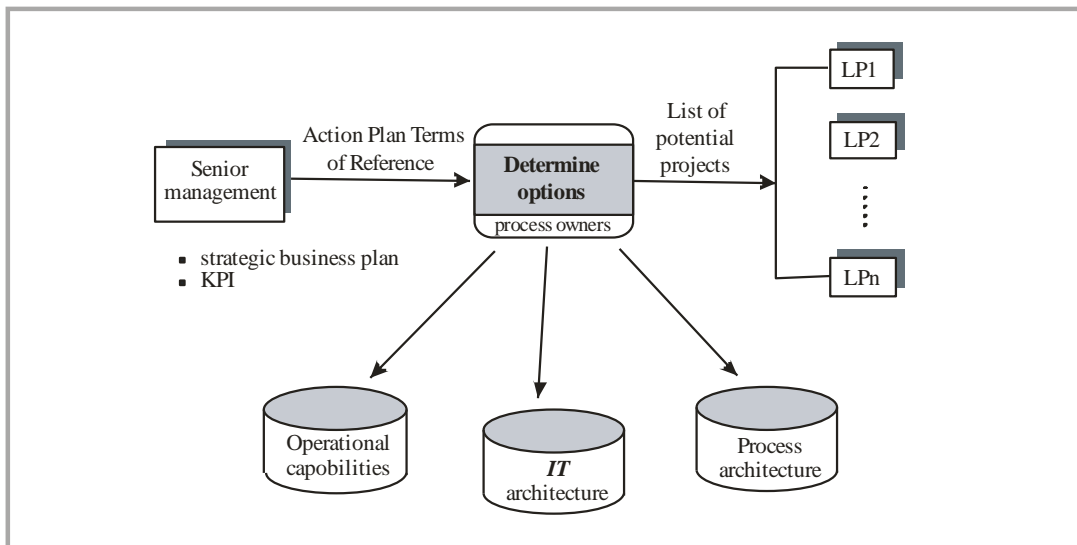 Senior
management
▪ strategic business plan
▪ KPI
Action Plan Terms
of Reference
Determine
options
process owners
List of
potential
projects
LP1
LP2
LPn
Operational
capobilities
IT
architecture
Process
architecture